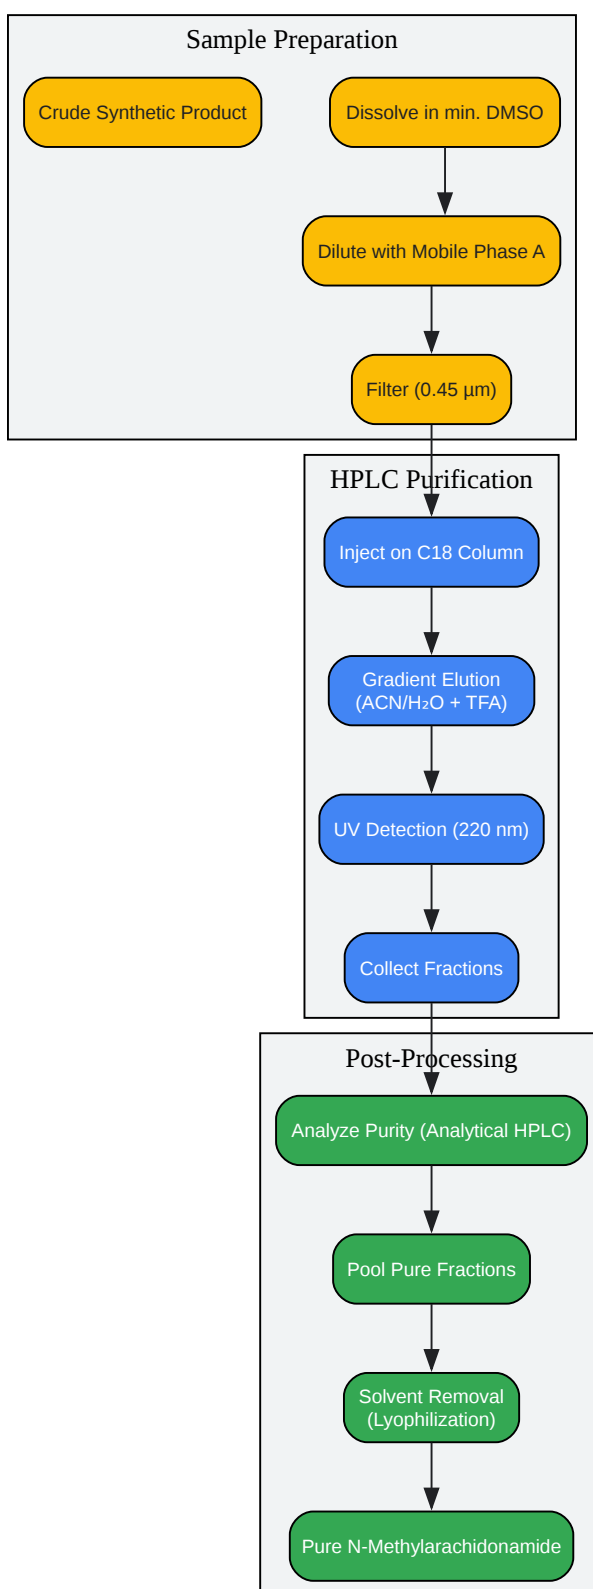 Sample Preparation
Crude Synthetic Product
Dissolve in min. DMSO
Dilute with Mobile Phase A
Filter (0.45 µm)
HPLC Purification
Inject on C18 Column
Gradient Elution
(ACN/H₂O + TFA)
UV Detection (220 nm)
Collect Fractions
Post-Processing
Analyze Purity (Analytical HPLC)
Pool Pure Fractions
Solvent Removal
(Lyophilization)
Pure N-Methylarachidonamide